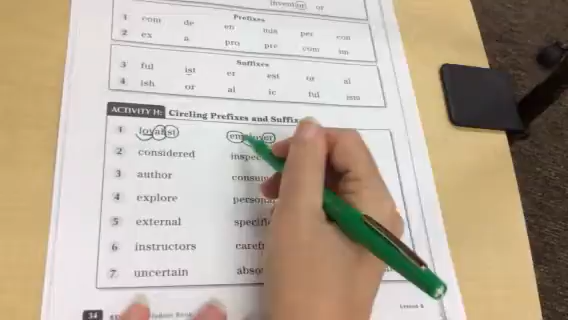 inventor or
Prefixes
1 com de en mis per con
2 ex a pro pre com im
Suffixes
3 ful ist er est or al
4 ish or al ic ful ism
ACTIVITY H: Circling Prefixes and Suffixes
1 loyalist employer
2 considered
3 author
4 explore
5 external
6 instructors
7 uncertain
34